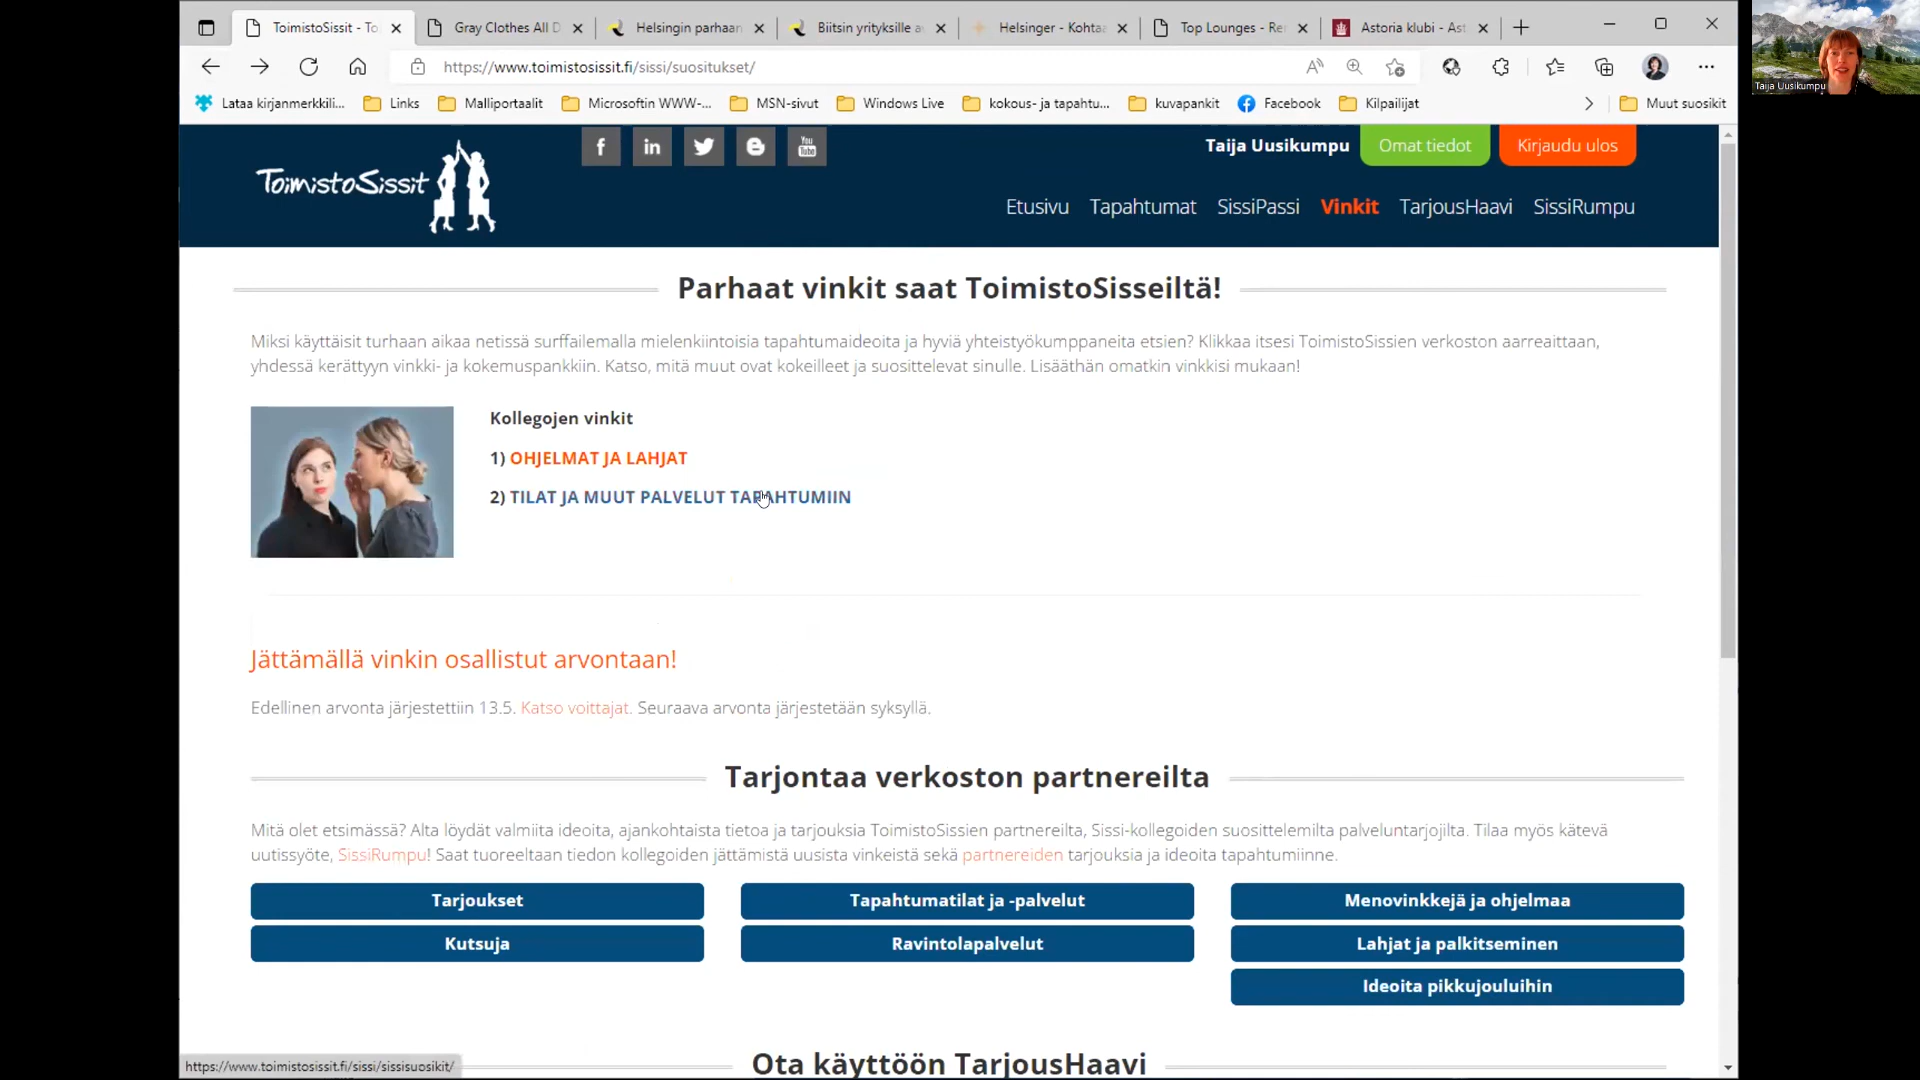 ToimistoSissit - To
Gray Clothes All D
Helsingin parhaan
Biitsin yrityksille a
Helsinger - Kohta
Top Lounges - Re
Astoria klubi - Ast
https://www.toimistosissit.fi/sissi/suositukset/
Lataa kirjanmerkkili...
Links
Malliportaalit
Microsoftin WWW-...
MSN-sivut
Windows Live
kokous- ja tapahtu...
kuvapankit
Facebook
Kilpailijat
Muut suosikit
Taija Uusikumpu
ToimistoSissit
You Tube
Taija Uusikumpu
Omat tiedot
Kirjaudu ulos
Etusivu
Tapahtumat
SissiPassi
Vinkit
TarjousHaavi
SissiRumpu
Parhaat vinkit saat ToimistoSisseiltä!
Miksi käyttäisit turhaan aikaa netissä surffailemalla mielenkiintoisia tapahtumaideoita ja hyviä yhteistyökumppaneita etsien? Klikkaa itsesi ToimistoSissien verkoston aarreaittaan,
yhdessä kerättyyn vinkki- ja kokemuspankkiin. Katso, mitä muut ovat kokeilleet ja suosittelevat sinulle. Lisääthän omatkin vinkkisi mukaan!
Kollegojen vinkit
1) OHJELMAT JA LAHJAT
2) TILAT JA MUUT PALVELUT TAPAHTUMIIN
Jättämällä vinkin osallistut arvontaan!
Edellinen arvonta järjestettiin 13.5. Katso voittajat. Seuraava arvonta järjestetään syksyllä.
Tarjontaa verkoston partnereilta
Mitä olet etsimässä? Alta löydät valmiita ideoita, ajankohtaista tietoa ja tarjouksia ToimistoSissien partnereilta, Sissi-kollegoiden suosittelemilta palveluntarjojilta. Tilaa myös kätevä
uutissyöte, SissiRumpu! Saat tuoreeltaan tiedon kollegoiden jättämistä uusista vinkeistä sekä partnereiden tarjouksia ja ideoita tapahtumiinne.
Tarjoukset
Tapahtumatilat ja -palvelut
Menovinkkejä ja ohjelmaa
Kutsuja
Ravintolapalvelut
Lahjat ja palkitseminen
Ideoita pikkujouluihin
Ota käyttöön TarjousHaavi
https://www.toimistosissit.fi/sissi/sissisuosikit/